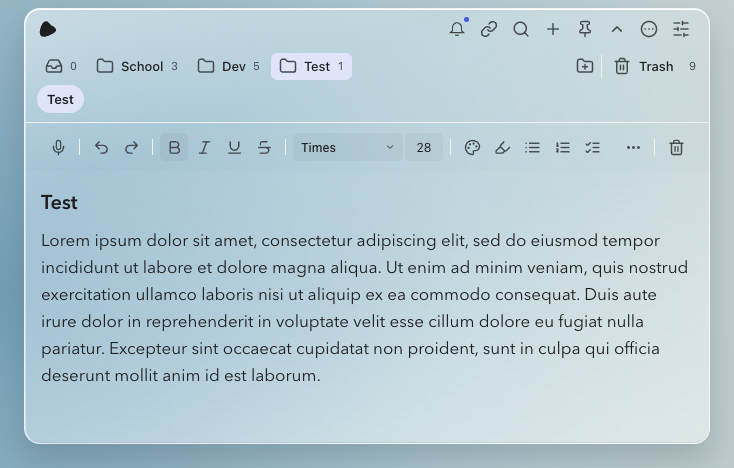 0 School 3 Dev 5 Test 1 Trash 9
Test
Times 28
Test
Lorem ipsum dolor sit amet, consectetur adipiscing elit, sed do eiusmod tempor
incididunt ut labore et dolore magna aliqua. Ut enim ad minim veniam, quis nostrud
exercitation ullamco laboris nisi ut aliquip ex ea commodo consequat. Duis aute
irure dolor in reprehenderit in voluptate velit esse cillum dolore eu fugiat nulla
pariatur. Excepteur sint occaecat cupidatat non proident, sunt in culpa qui officia
deserunt mollit anim id est laborum.